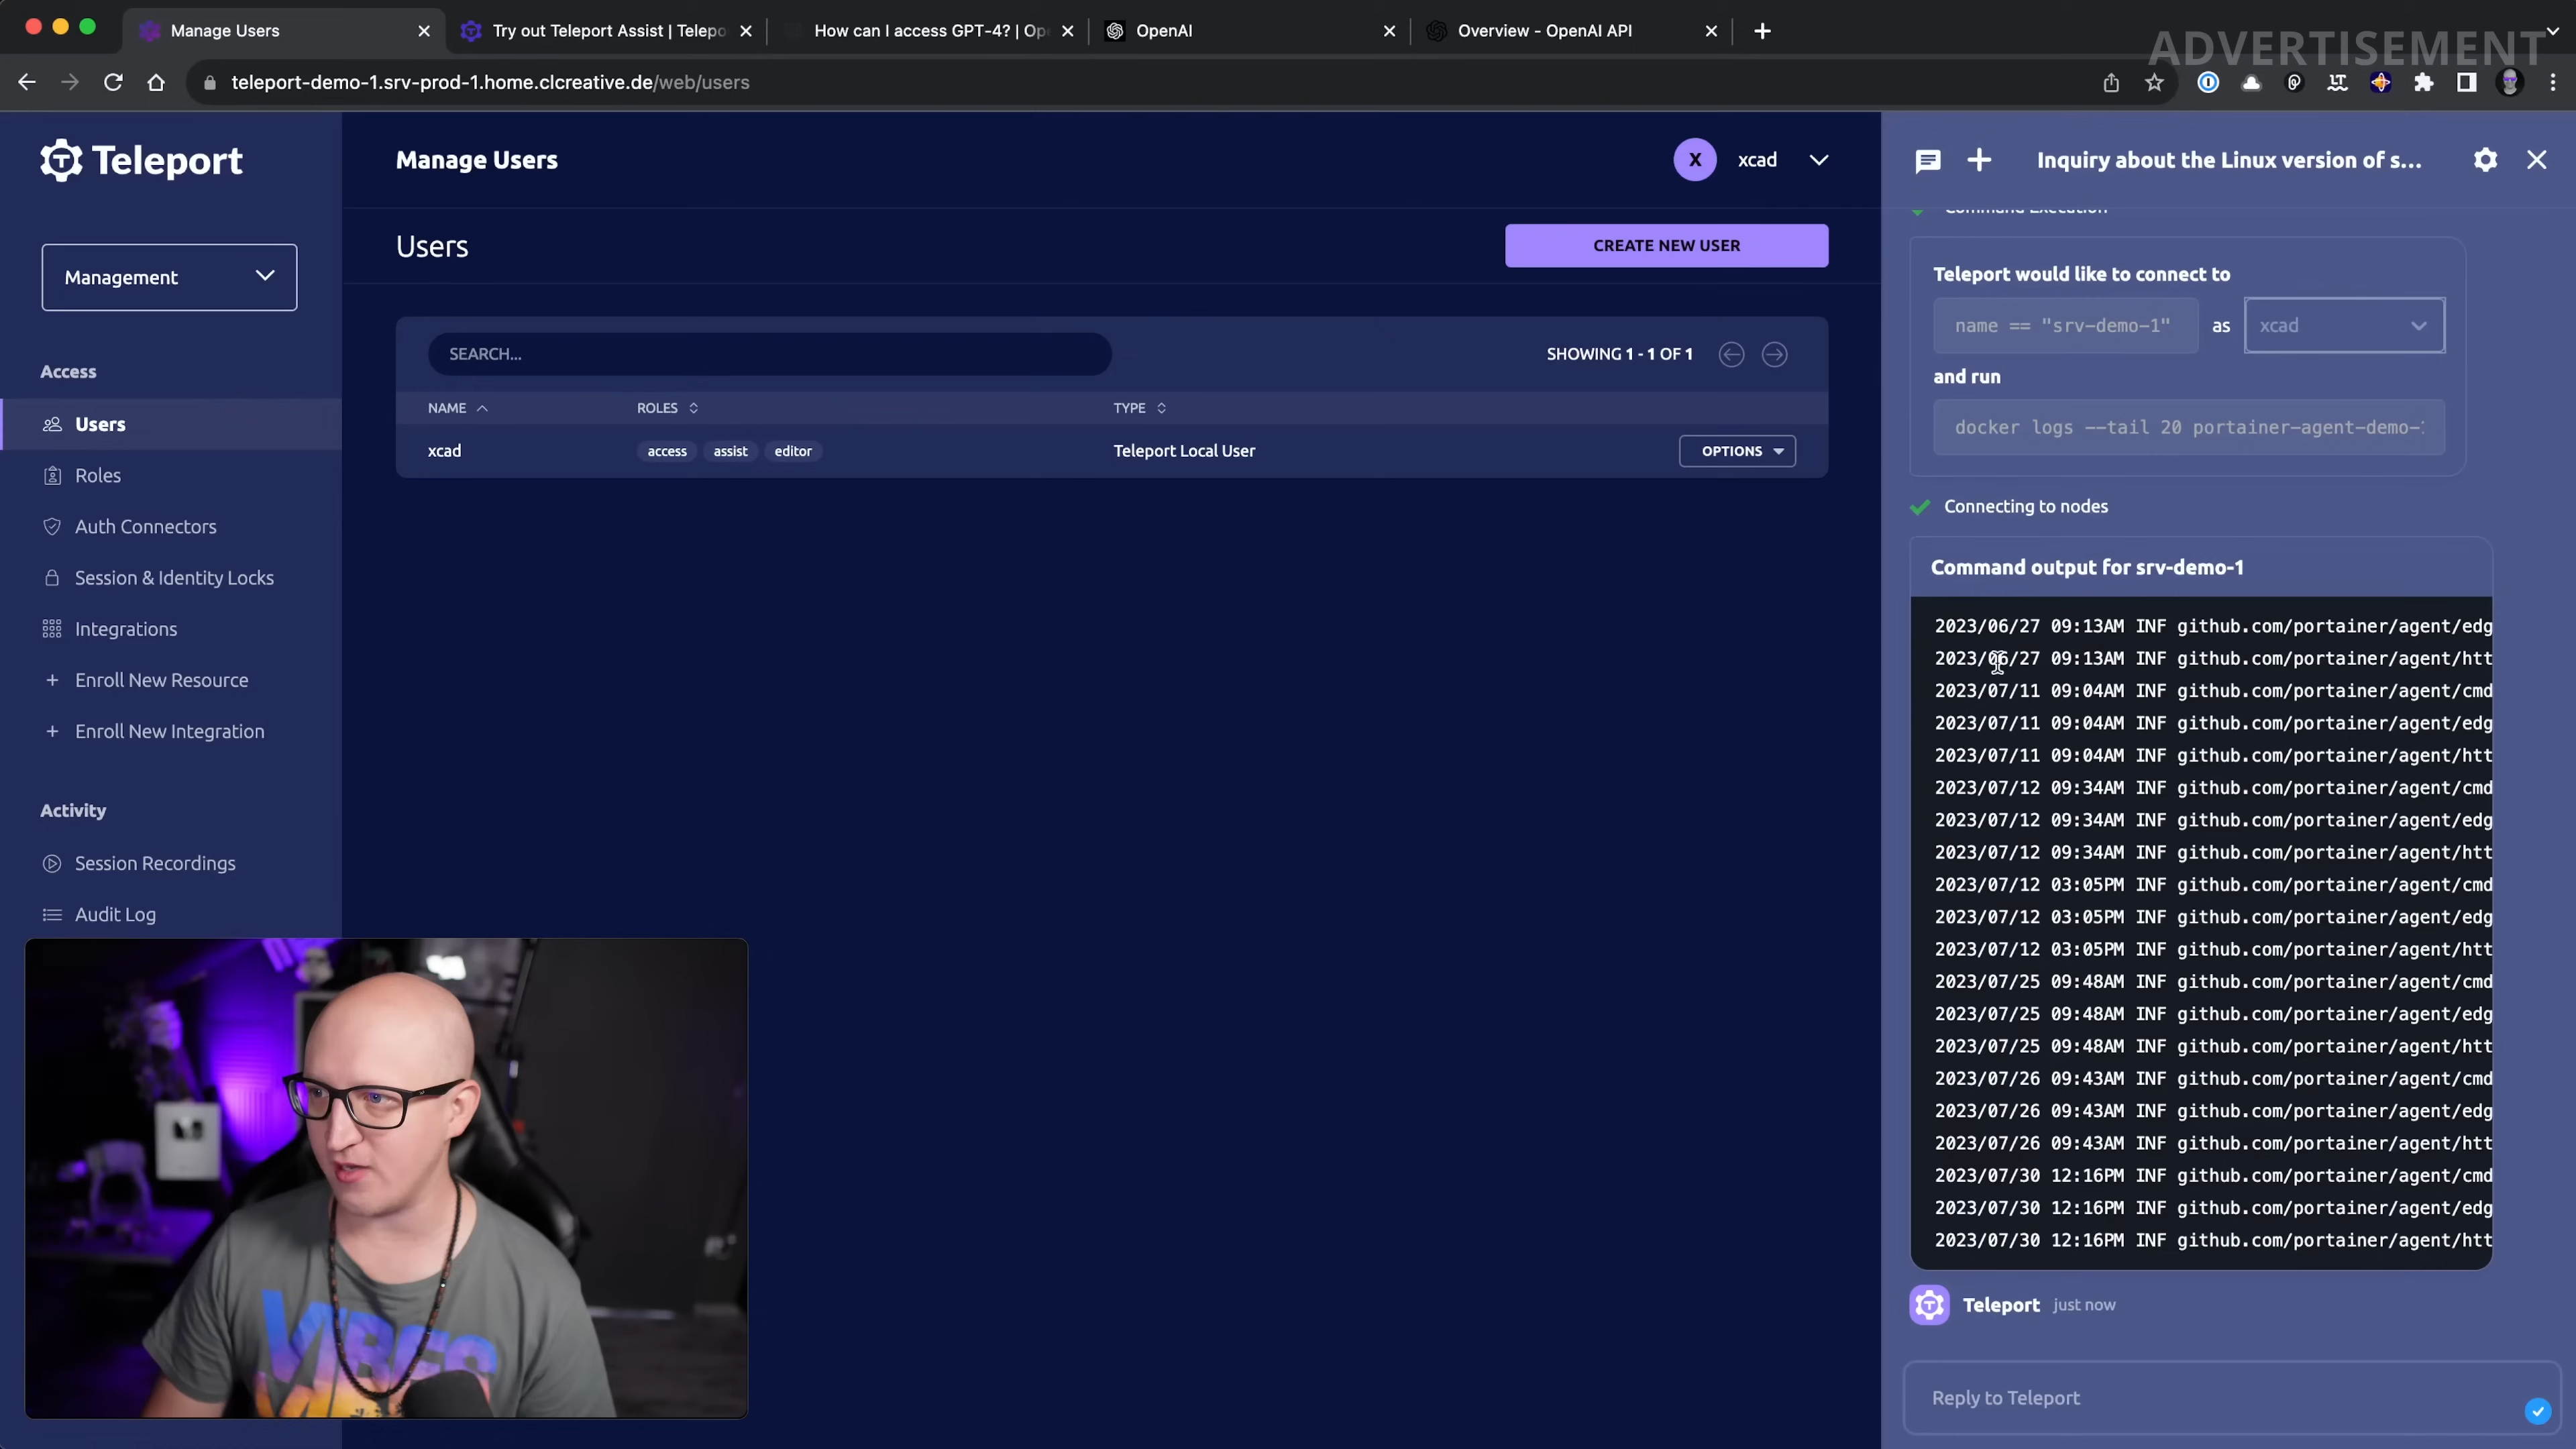 Manage Users
Try out Teleport Assist | Telepo
How can I access GPT-4? | Op
OpenAI
Overview - OpenAI API
ADVERTISEMENT
teleport-demo-1.srv-prod-1.home.clcreative.de/web/users
Teleport
Manage Users
X xcad
Inquiry about the Linux version of s...
Management
Users
CREATE NEW USER
Access
Users
Roles
Auth Connectors
Session & Identity Locks
Integrations
+ Enroll New Resource
+ Enroll New Integration
Activity
Session Recordings
Audit Log
SEARCH...
SHOWING 1 - 1 OF 1
NAME ROLES TYPE
xcad access assist editor Teleport Local User OPTIONS
Command Execution
Teleport would like to connect to
name == "srv-demo-1" as xcad
and run
docker logs --tail 20 portainer-agent-demo-
Connecting to nodes
Command output for srv-demo-1
2023/06/27 09:13AM INF github.com/portainer/agent/edg
2023/06/27 09:13AM INF github.com/portainer/agent/htt
2023/07/11 09:04AM INF github.com/portainer/agent/cmd
2023/07/11 09:04AM INF github.com/portainer/agent/edg
2023/07/11 09:04AM INF github.com/portainer/agent/htt
2023/07/12 09:34AM INF github.com/portainer/agent/cmd
2023/07/12 09:34AM INF github.com/portainer/agent/edg
2023/07/12 09:34AM INF github.com/portainer/agent/htt
2023/07/12 03:05PM INF github.com/portainer/agent/cmd
2023/07/12 03:05PM INF github.com/portainer/agent/edg
2023/07/12 03:05PM INF github.com/portainer/agent/htt
2023/07/25 09:48AM INF github.com/portainer/agent/cmd
2023/07/25 09:48AM INF github.com/portainer/agent/edg
2023/07/25 09:48AM INF github.com/portainer/agent/htt
2023/07/26 09:43AM INF github.com/portainer/agent/cmd
2023/07/26 09:43AM INF github.com/portainer/agent/edg
2023/07/26 09:43AM INF github.com/portainer/agent/htt
2023/07/30 12:16PM INF github.com/portainer/agent/cmd
2023/07/30 12:16PM INF github.com/portainer/agent/edg
2023/07/30 12:16PM INF github.com/portainer/agent/htt
Teleport just now
Reply to Teleport
VIBES